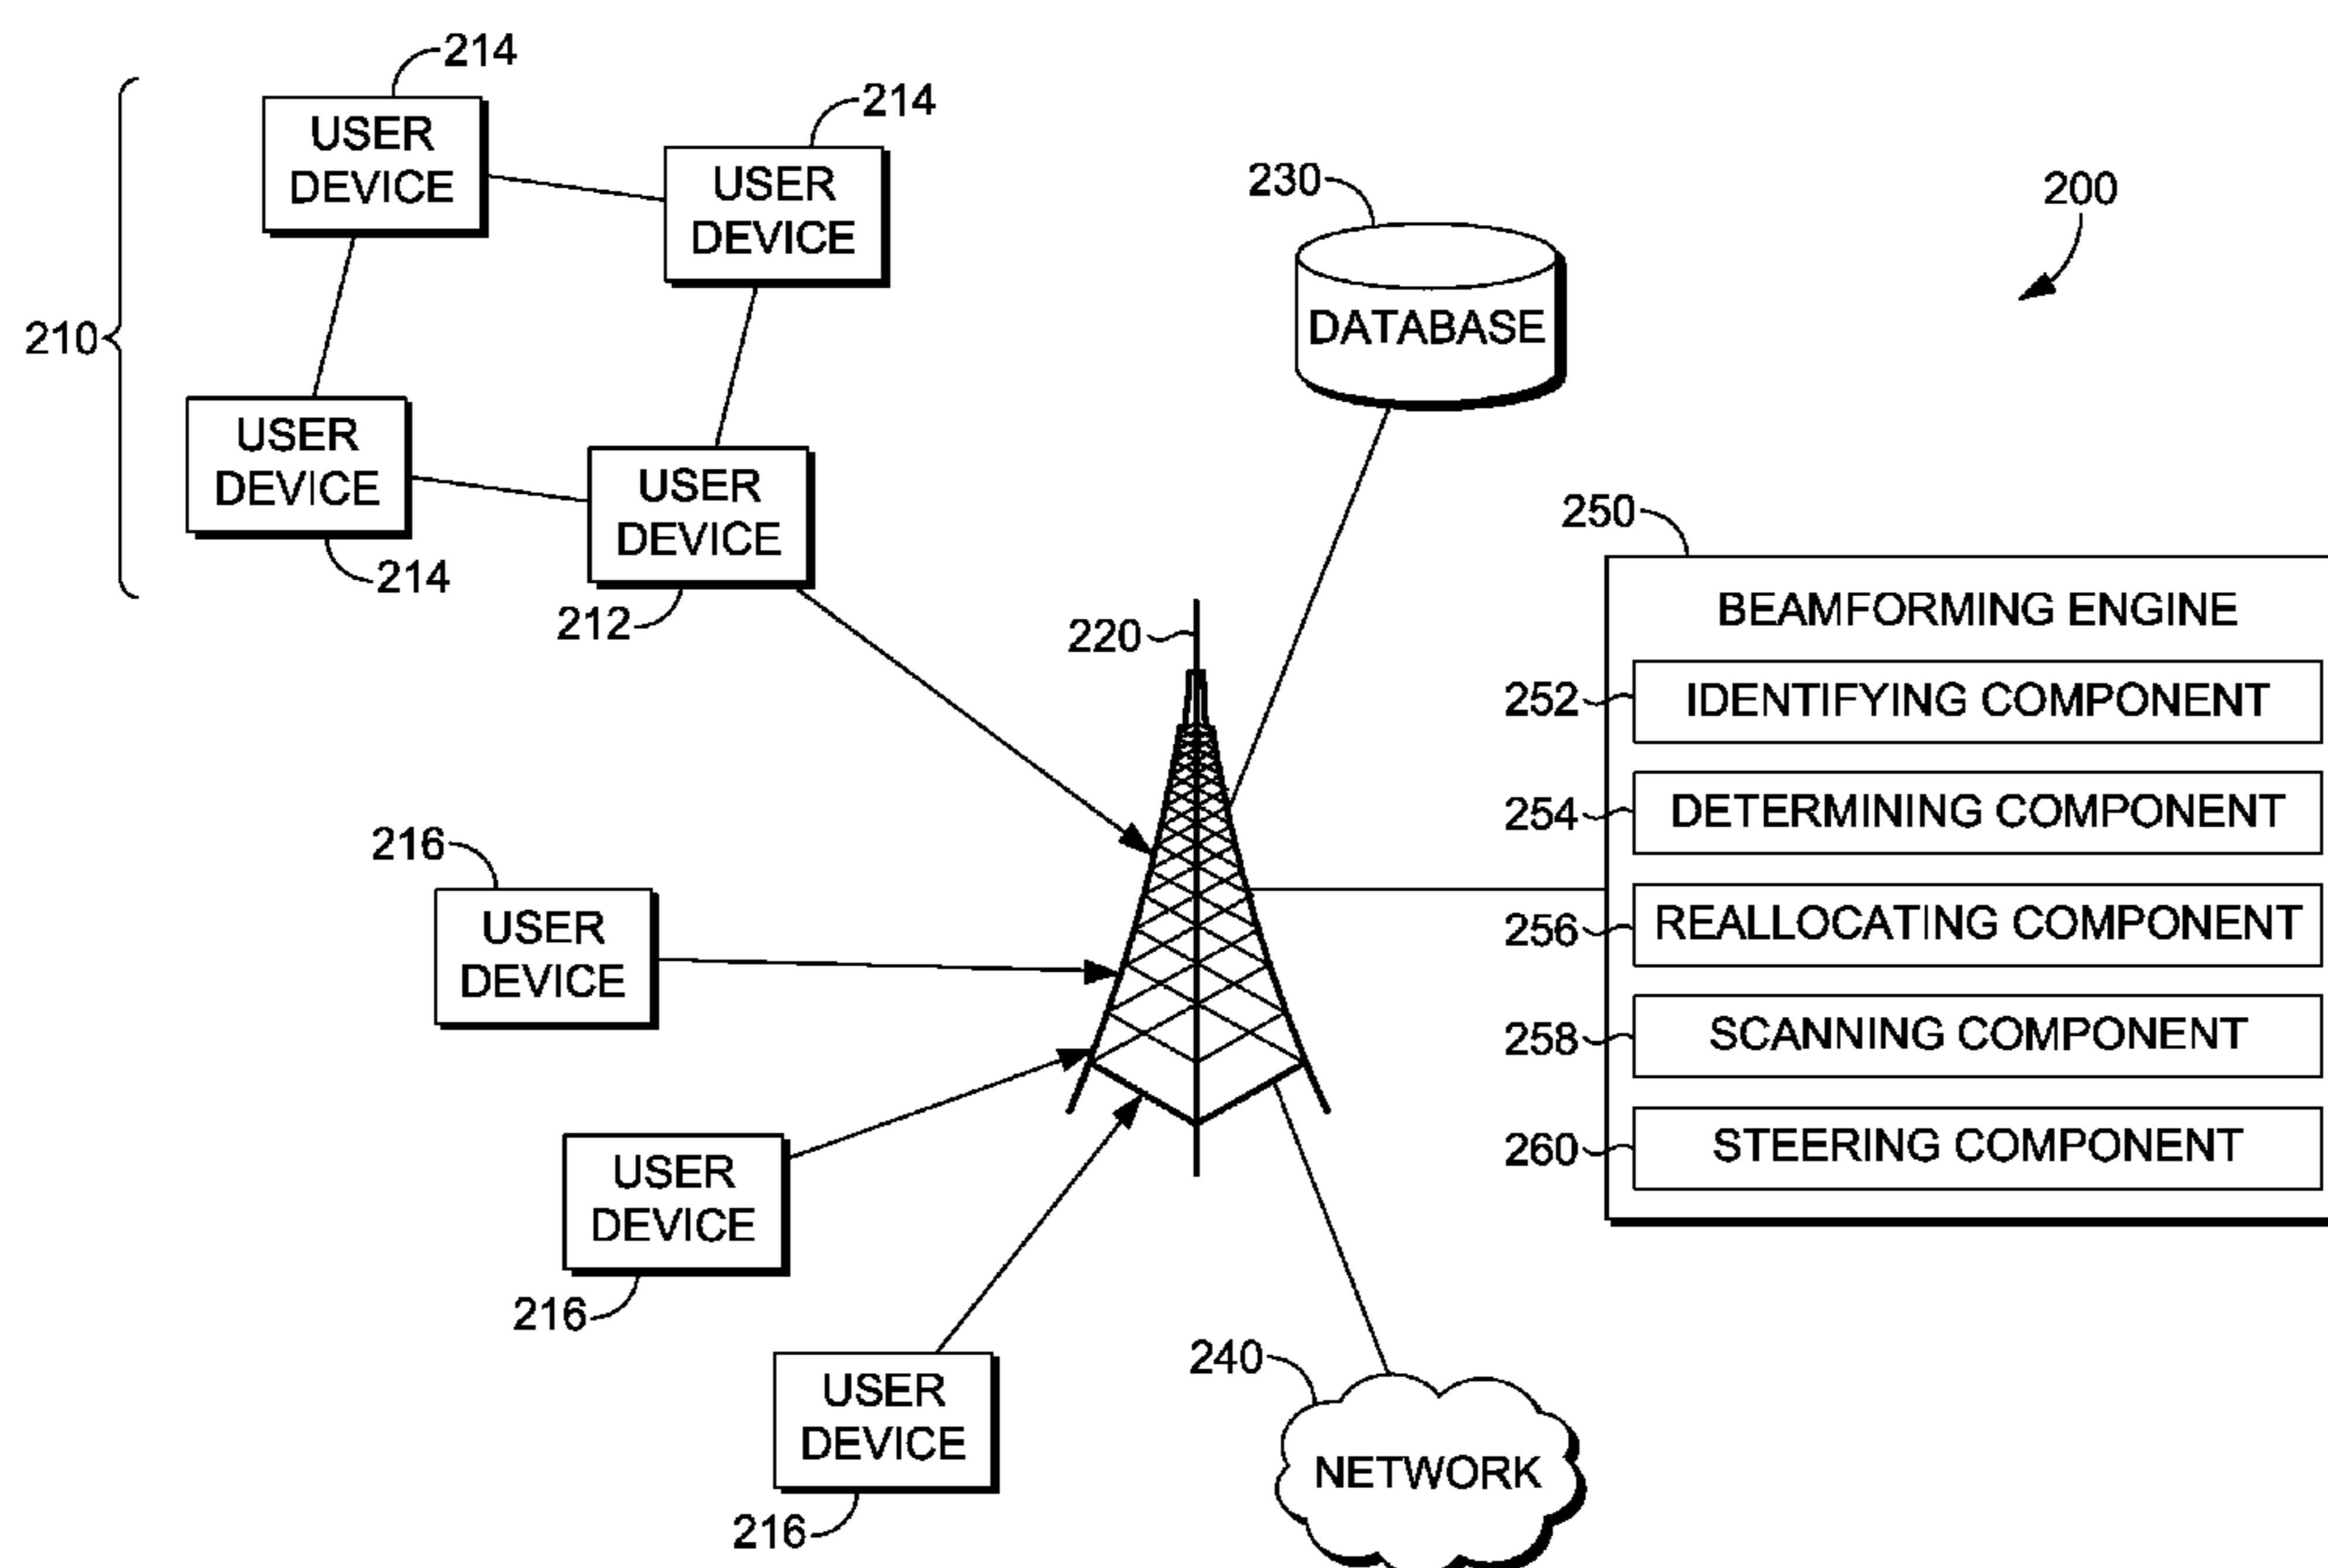 214
USER
DEVICE
214
USER
DEVICE
210
USER
DEVICE
214
USER
DEVICE
212
230
DATABASE
200
220
250
BEAMFORMING ENGINE
252
IDENTIFYING COMPONENT
254
DETERMINING COMPONENT
256
REALLOCATING COMPONENT
258
SCANNING COMPONENT
260
STEERING COMPONENT
216
USER
DEVICE
USER
DEVICE
216
USER
DEVICE
216
240
NETWORK